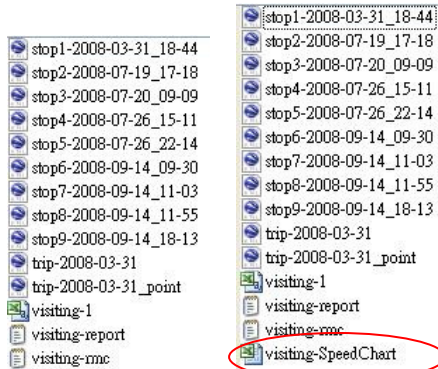 stop1-2008-03-31_18-44
stop2-2008-07-19_17-18
stop3-2008-07-20_09-09
stop4-2008-07-26_15-11
stop5-2008-07-26_22-14
stop6-2008-09-14_09-30
stop7-2008-09-14_11-03
stop8-2008-09-14_11-55
stop9-2008-09-14_18-13
trip-2008-03-31
trip-2008-03-31_point
visiting-1
visiting-report
visiting-rmc
stop1-2008-03-31_18-44
stop2-2008-07-19_17-18
stop3-2008-07-20_09-09
stop4-2008-07-26_15-11
stop5-2008-07-26_22-14
stop6-2008-09-14_09-30
stop7-2008-09-14_11-03
stop8-2008-09-14_11-55
stop9-2008-09-14_18-13
trip-2008-03-31
trip-2008-03-31_point
visiting-1
visiting-report
visiting-rmc
visiting-SpeedChart